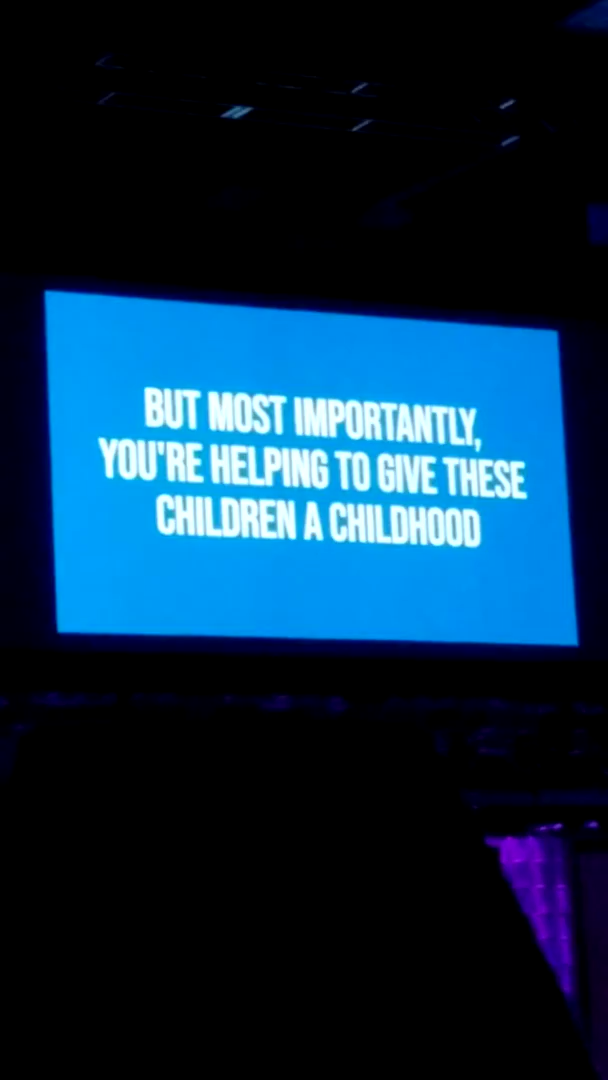 BUT MOST IMPORTANTLY,
YOU'RE HELPING TO GIVE THESE
CHILDREN A CHILDHOOD